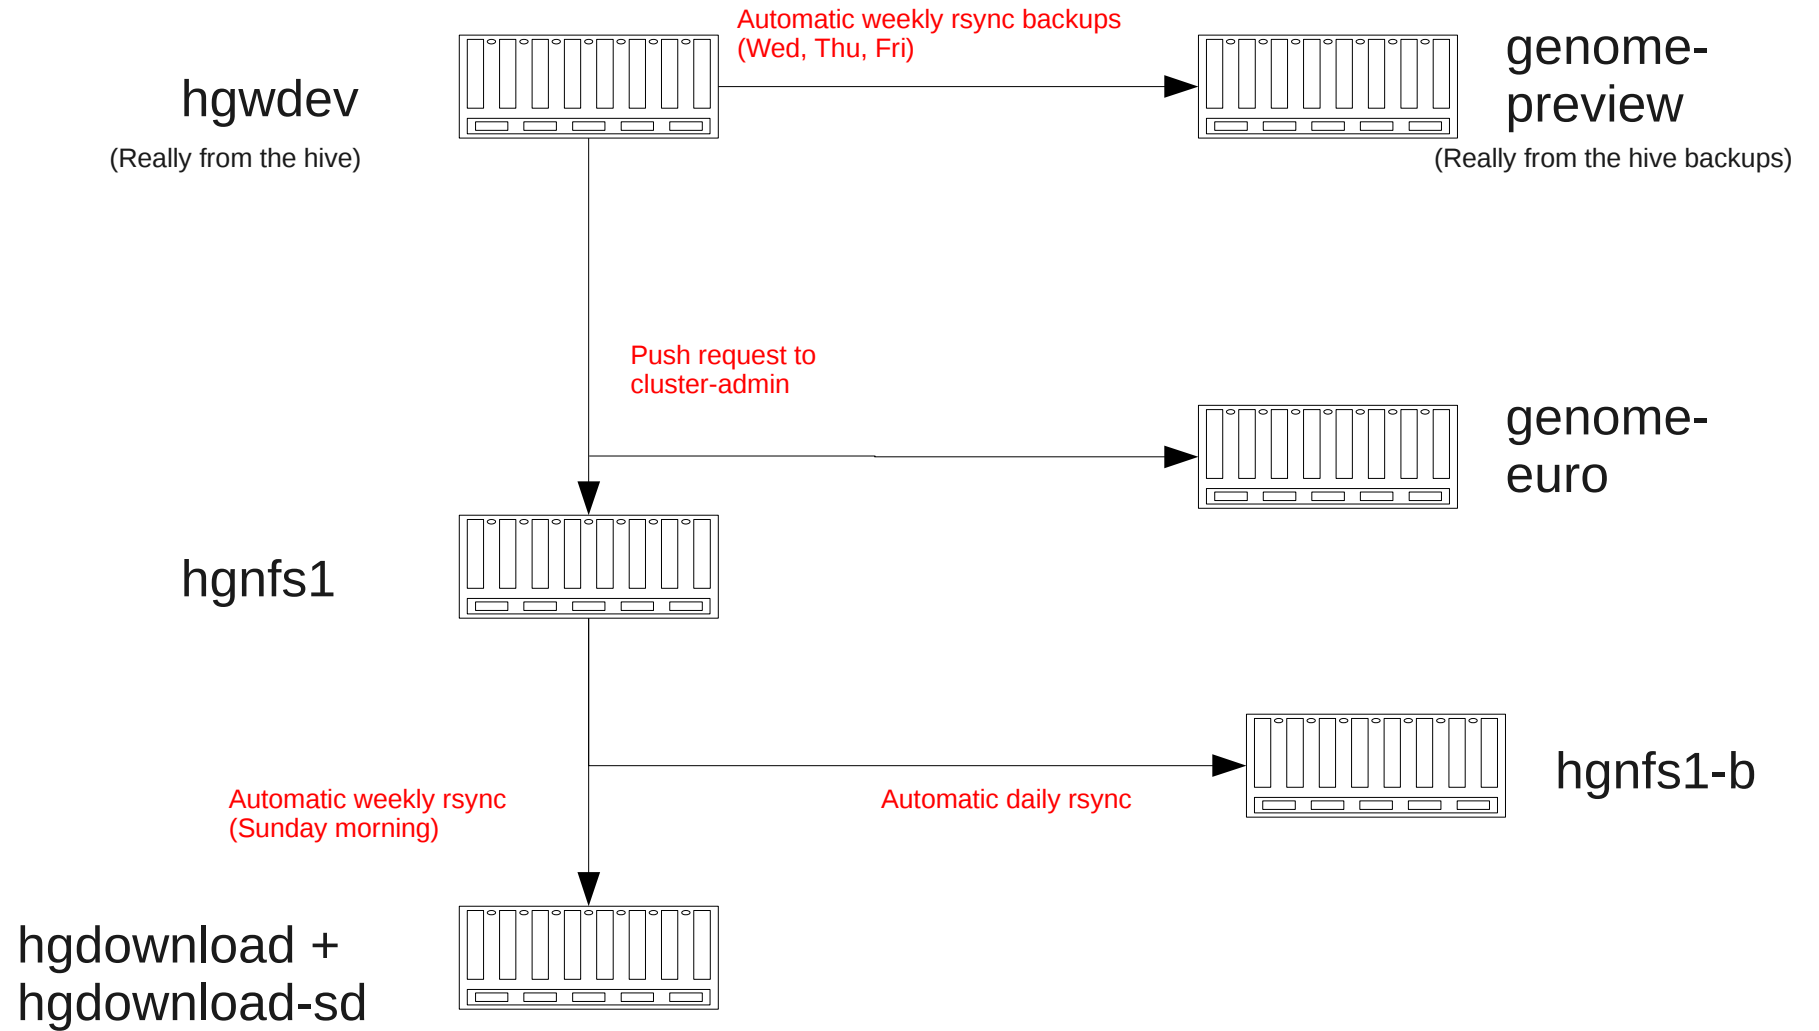 Automatic weekly rsync backups
(Wed, Thu, Fri)
hgwdev
(Really from the hive)
genome-
preview
(Really from the hive backups)
Push request to
cluster-admin
genome-
euro
hgnfs1
hgnfs1-b
Automatic weekly rsync
(Sunday morning)
Automatic daily rsync
hgdownload +
hgdownload-sd